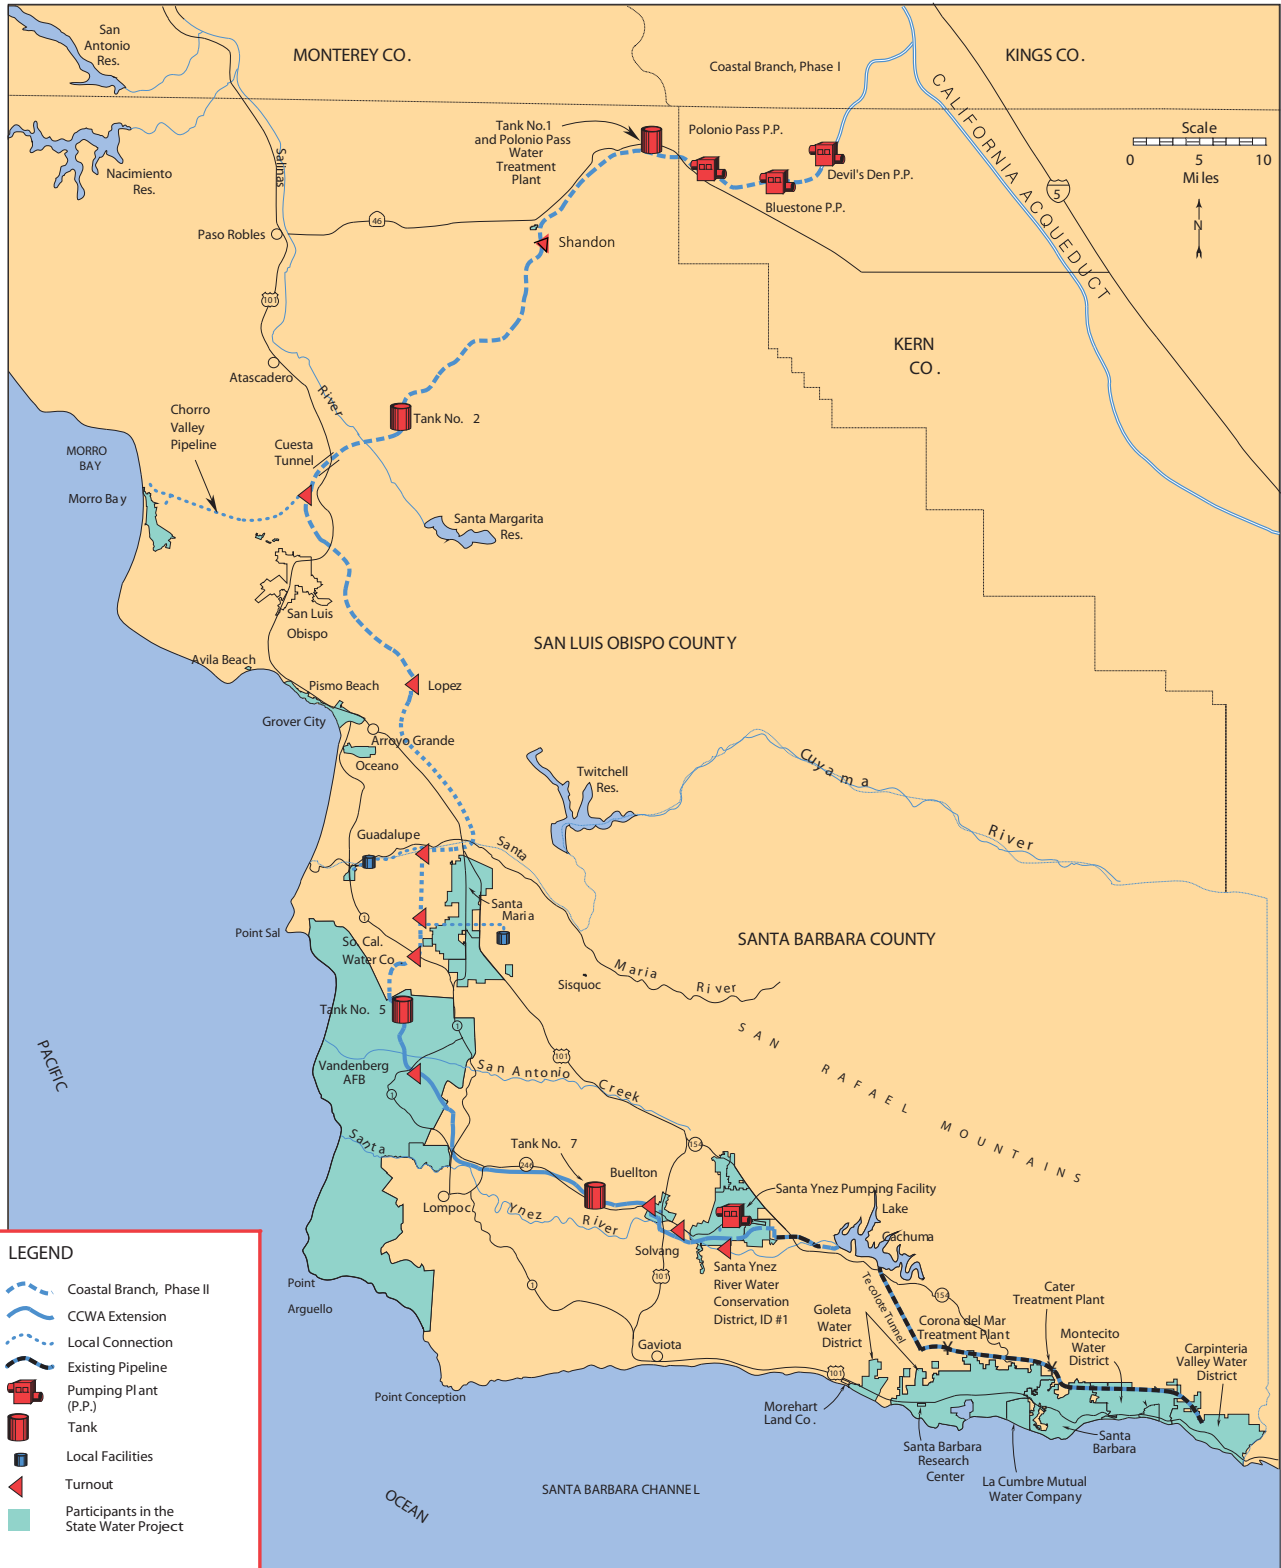 San
Antonio
Res.
MONTEREY CO.
Coastal Branch, Phase I
KINGS CO.
CALIFORNIA ACQUEDUCT
Scale
0 5 10
Miles
N
5
Nacimiento
Res.
Salinas
River
Tank No.1
and Polonio Pass
Water
Treatment
Plant
Polonio Pass P.P.
Devil's Den P.P.
Bluestone P.P.
Paso Robles
46
Shandon
101
KERN
CO.
Atascadero
Tank No. 2
Chorro
Valley
Pipeline
Cuesta
Tunnel
MORRO
BAY
Morro Bay
Santa Margarita
Res.
San Luis
Obispo
SAN LUIS OBISPO COUNTY
Avila Beach
Pismo Beach
Lopez
Grover City
Arroyo Grande
Oceano
Twitchell
Res.
Cuyama
River
Guadalupe
Santa
Maria
River
Santa
Maria
1
Point Sal
So. Cal.
Water Co.
SANTA BARBARA COUNTY
Sisquoc
Tank No. 5
1
SAN RAFAEL MOUNTAINS
PACIFIC
OCEAN
Vandenberg
AFB
1
San Antonio
Creek
101
Santa
Ynez
River
Tank No. 7
154
246
Buellton
Santa Ynez Pumping Facility
Lompoc
Lake
Cachuma
Solvang
101
Santa Ynez
River Water
Conservation
District, ID #1
1
Tecolote Tunnel
154
Point
Arguello
Goleta
Water
District
Corona del Mar
Treatment Plant
Cater
Treatment Plant
Montecito
Water
District
Carpinteria
Valley Water
District
Gaviota
101
Point Conception
Morehart
Land Co.
Santa Barbara
Research
Center
La Cumbre Mutual
Water Company
Santa
Barbara
SANTA BARBARA CHANNEL
LEGEND
Coastal Branch, Phase II
CCWA Extension
Local Connection
Existing Pipeline
Pumping Plant
(P.P.)
Tank
Local Facilities
Turnout
Participants in the
State Water Project